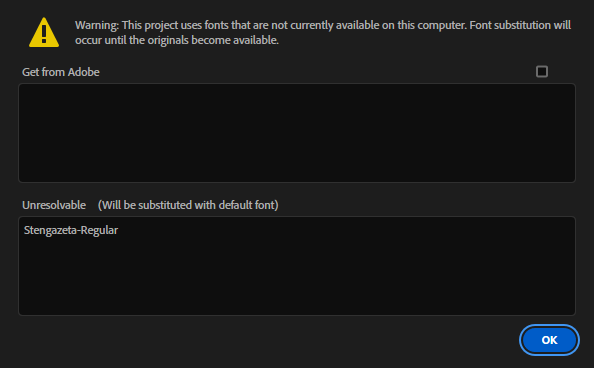 Warning: This project uses fonts that are not currently available on this computer. Font substitution will
occur until the originals become available.
Get from Adobe
Unresolvable (Will be substituted with default font)
Stengazeta-Regular
OK